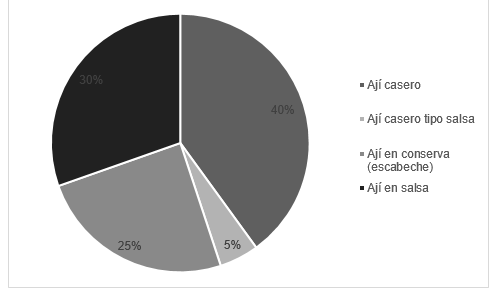 30%
40%
25%
5%
Ají casero
Ají casero tipo salsa
Ají en conserva
(escabeche)
Ají en salsa